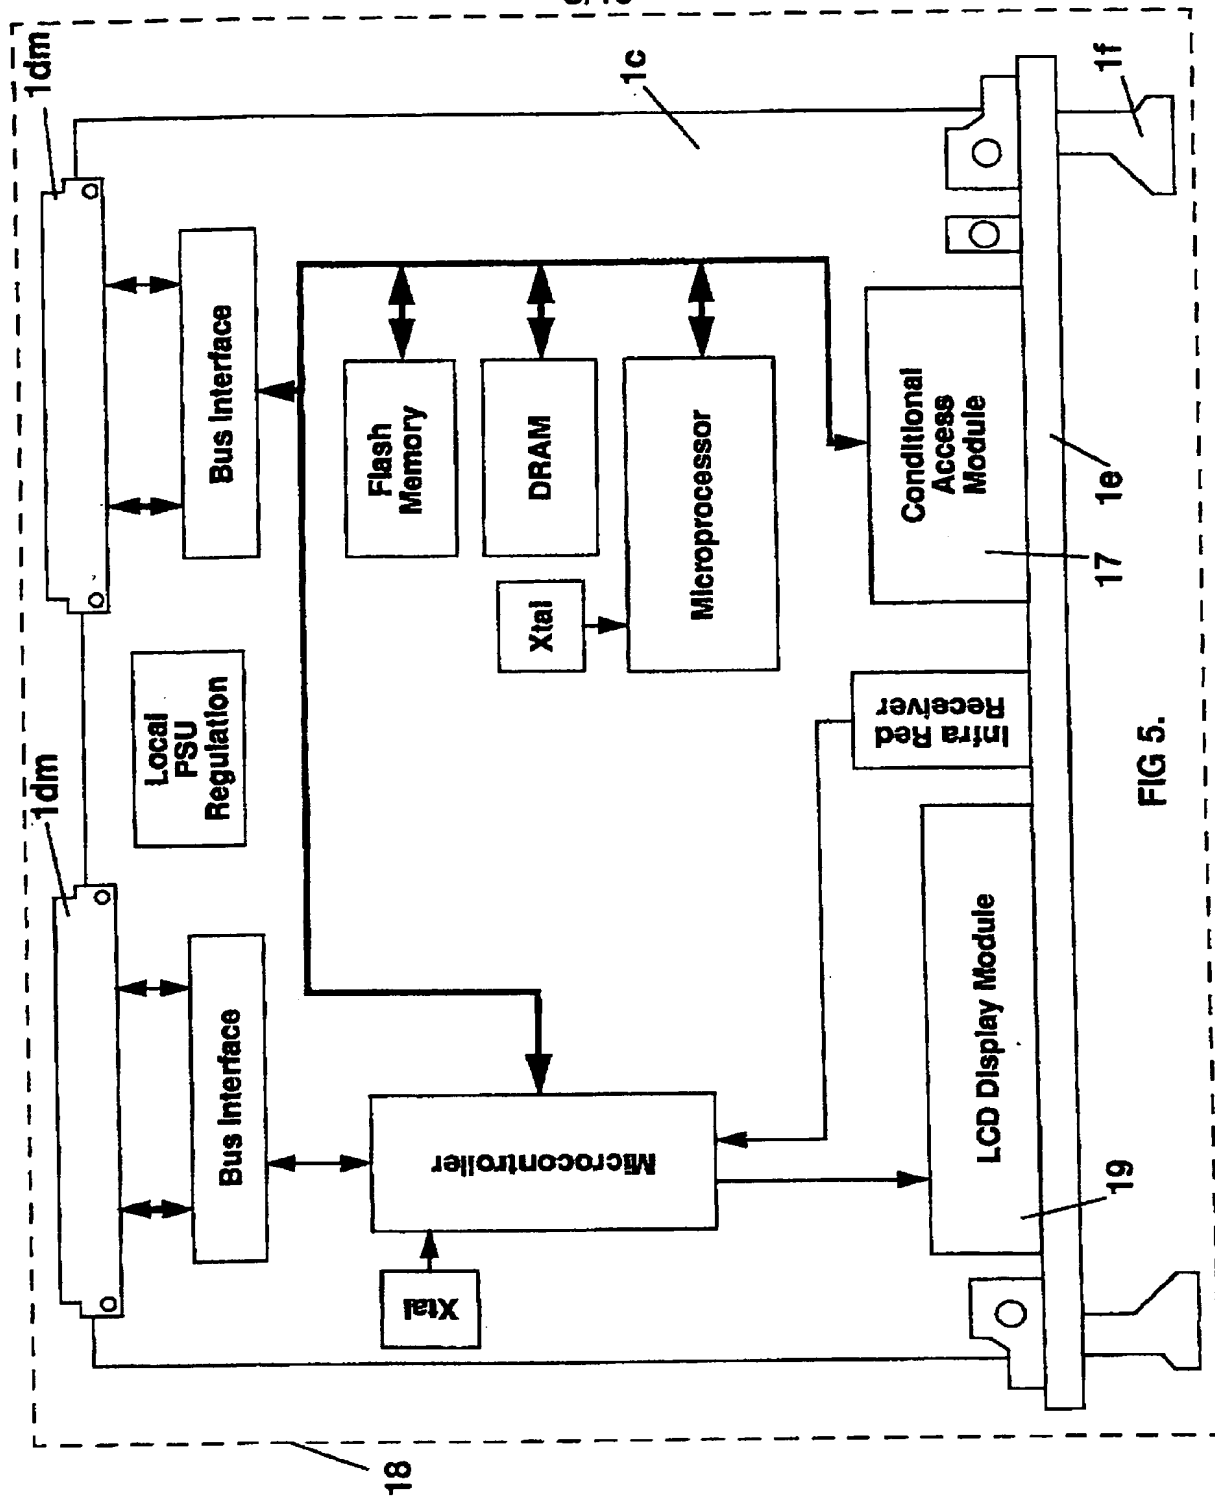 1dm
1dm
1c
Bus Interface
Local
PSU
Regulation
Bus Interface
Flash
Memory
DRAM
Xtal
Microprocessor
Microcontroller
Xtal
Conditional
Access
Module
17
Infra Red
Receiver
LCD Display Module
19
1e
1f
18
FIG 5.